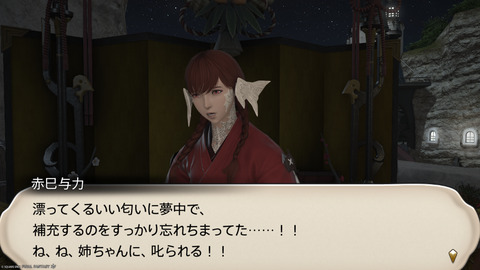 赤巳与力
漂ってくるいい匂いに夢中で、
補充するのをすっかり忘れちまってた……！！
ね、ね、姉ちゃんに、叱られる！！